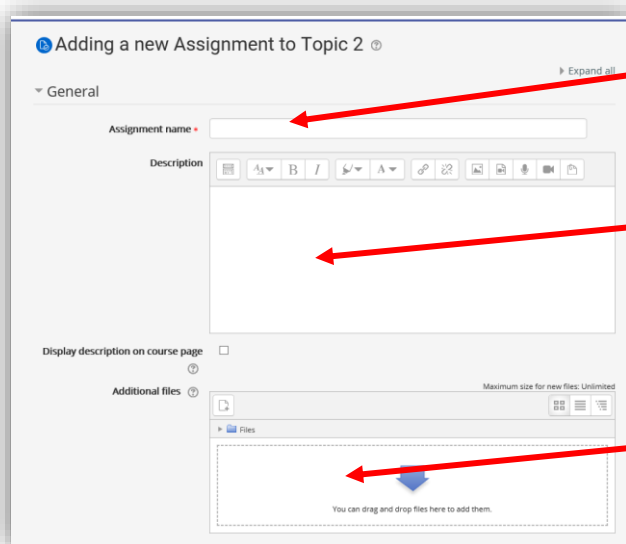 Adding a new Assignment to Topic 2
Expand all
General
Assignment name
Description
B I
A
Display description on course page
Additional files
Maximum size for new files: Unlimited
Files
You can drag and drop files here to add them.